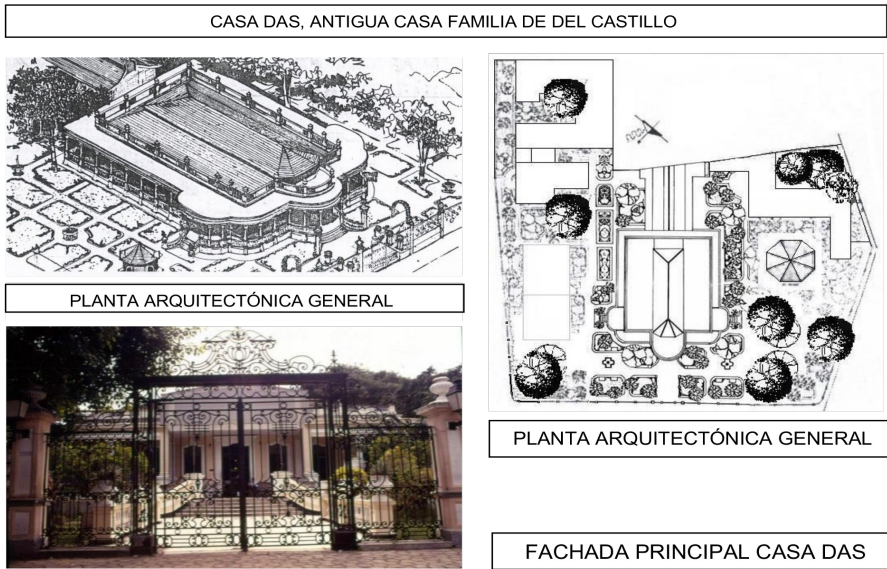 CASA DAS, ANTIGUA CASA FAMILIA DE DEL CASTILLO
PLANTA ARQUITECTÓNICA GENERAL
PLANTA ARQUITECTÓNICA GENERAL
FACHADA PRINCIPAL CASA DAS